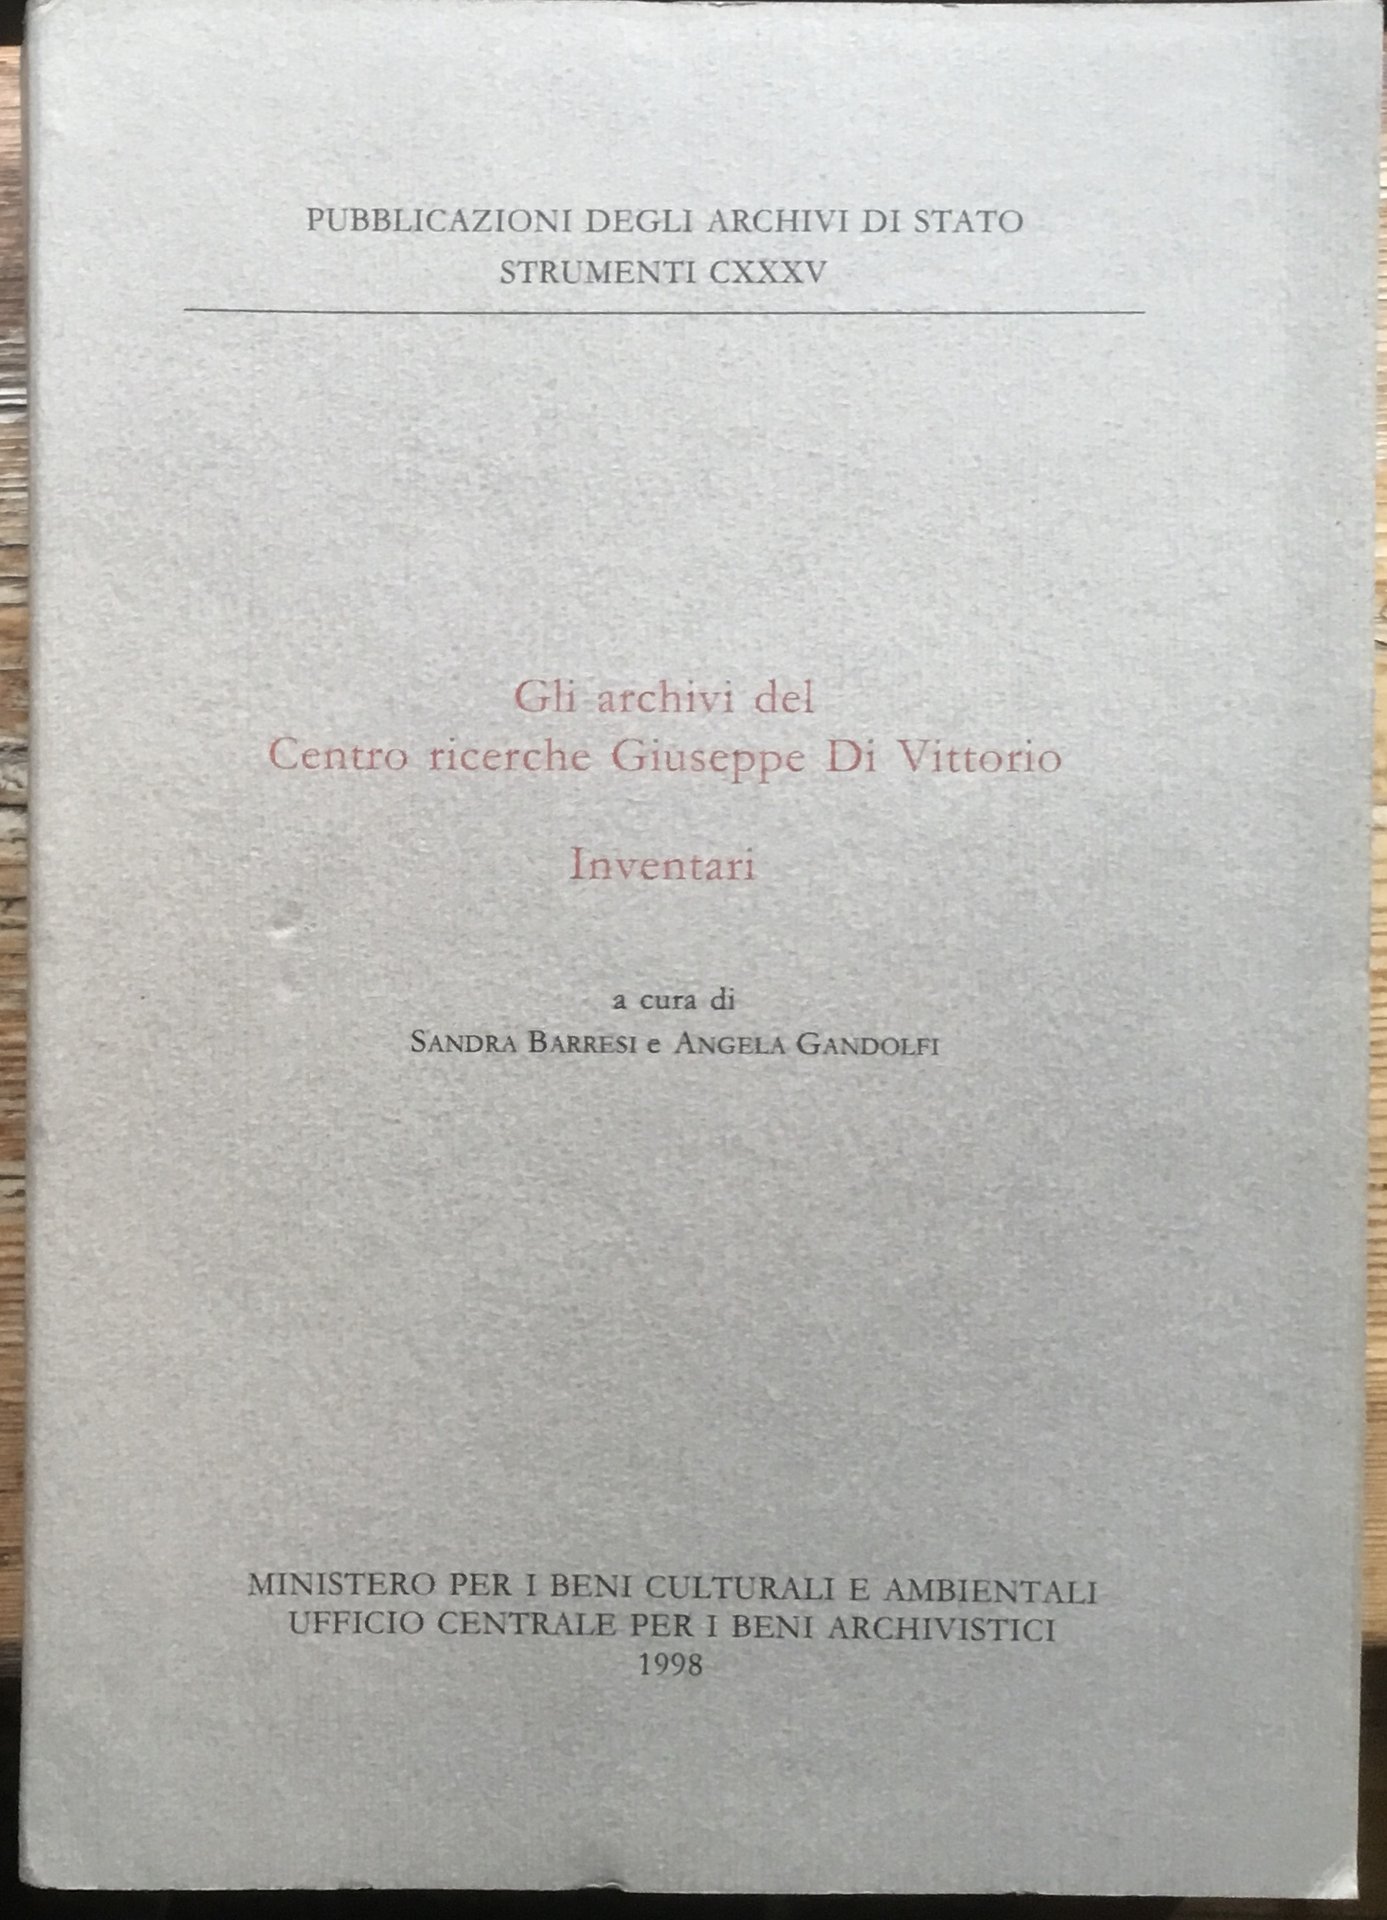 PUBBLICAZIONI DEGLI ARCHIVI DI STATO
STRUMENTI CXXXV
Gli archivi del
Centro ricerche Giuseppe Di Vittorio
Inventari
a cura di
SANDRA BARRESI e ANGELA GANDOLFI
MINISTERO PER I BENI CULTURALI E AMBIENTALI
UFFICIO CENTRALE PER I BENI ARCHIVISTICI
1998